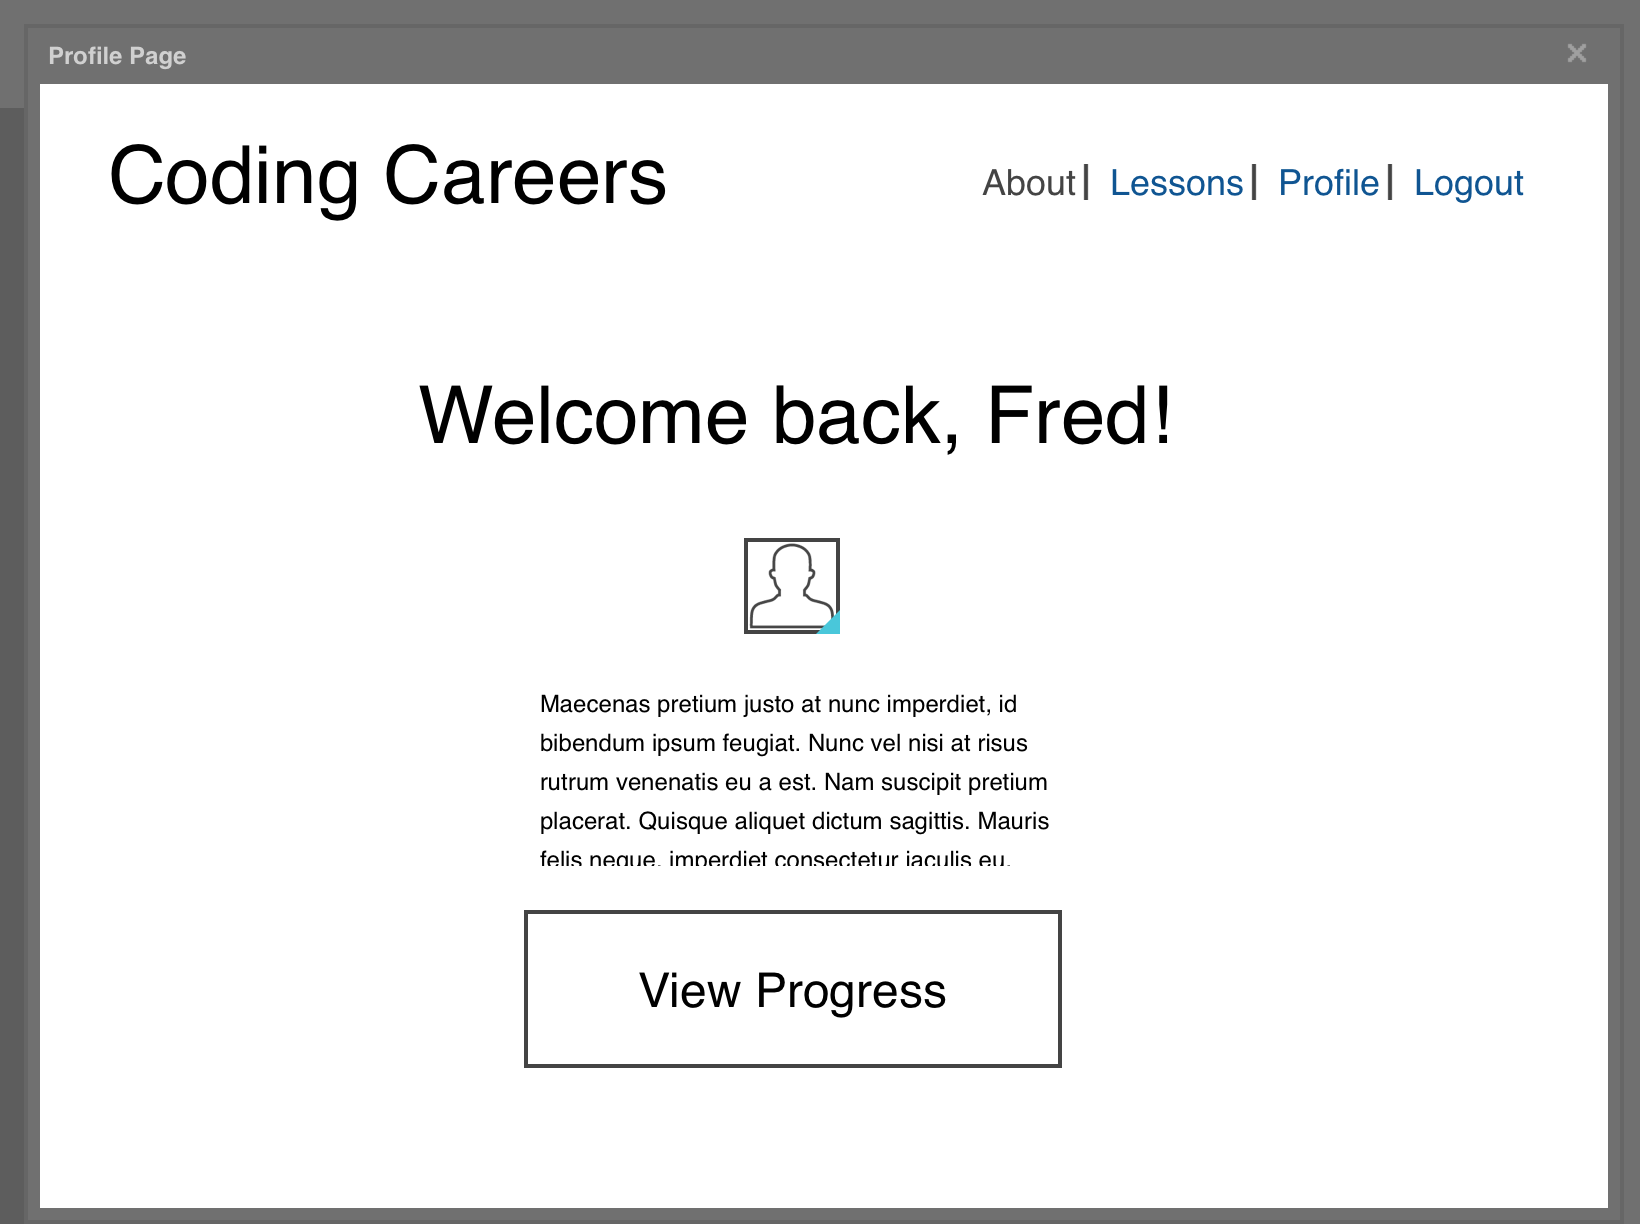 Profile Page
Coding Careers
About | Lessons | Profile | Logout
Welcome back, Fred!
Maecenas pretium justo at nunc imperdiet, id
bibendum ipsum feugiat. Nunc vel nisi at risus
rutrum venenatis eu a est. Nam suscipit pretium
placerat. Quisque aliquet dictum sagittis. Mauris
felis neque, imperdiet consectetur iaculis eu,
View Progress